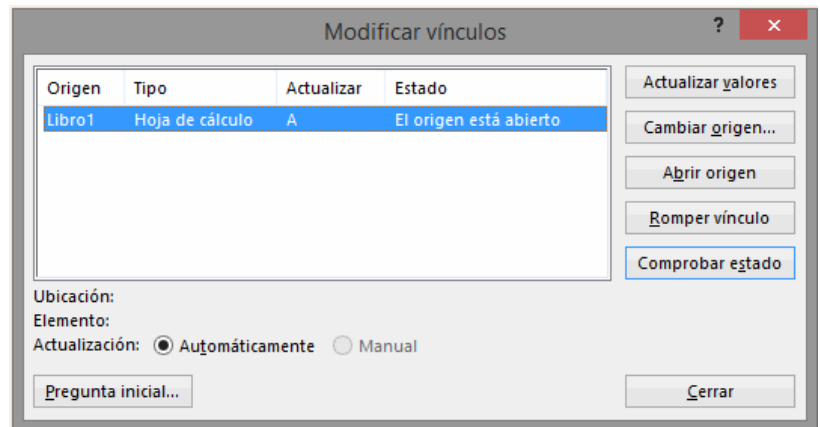 Modificar vínculos
?
Origen Tipo Actualizar Estado
Libro1 Hoja de cálculo A El origen está abierto
Actualizar valores
Cambiar origen...
Abrir origen
Romper vínculo
Comprobar estado
Ubicación:
Elemento:
Actualización: Automáticamente Manual
Pregunta inicial...
Cerrar